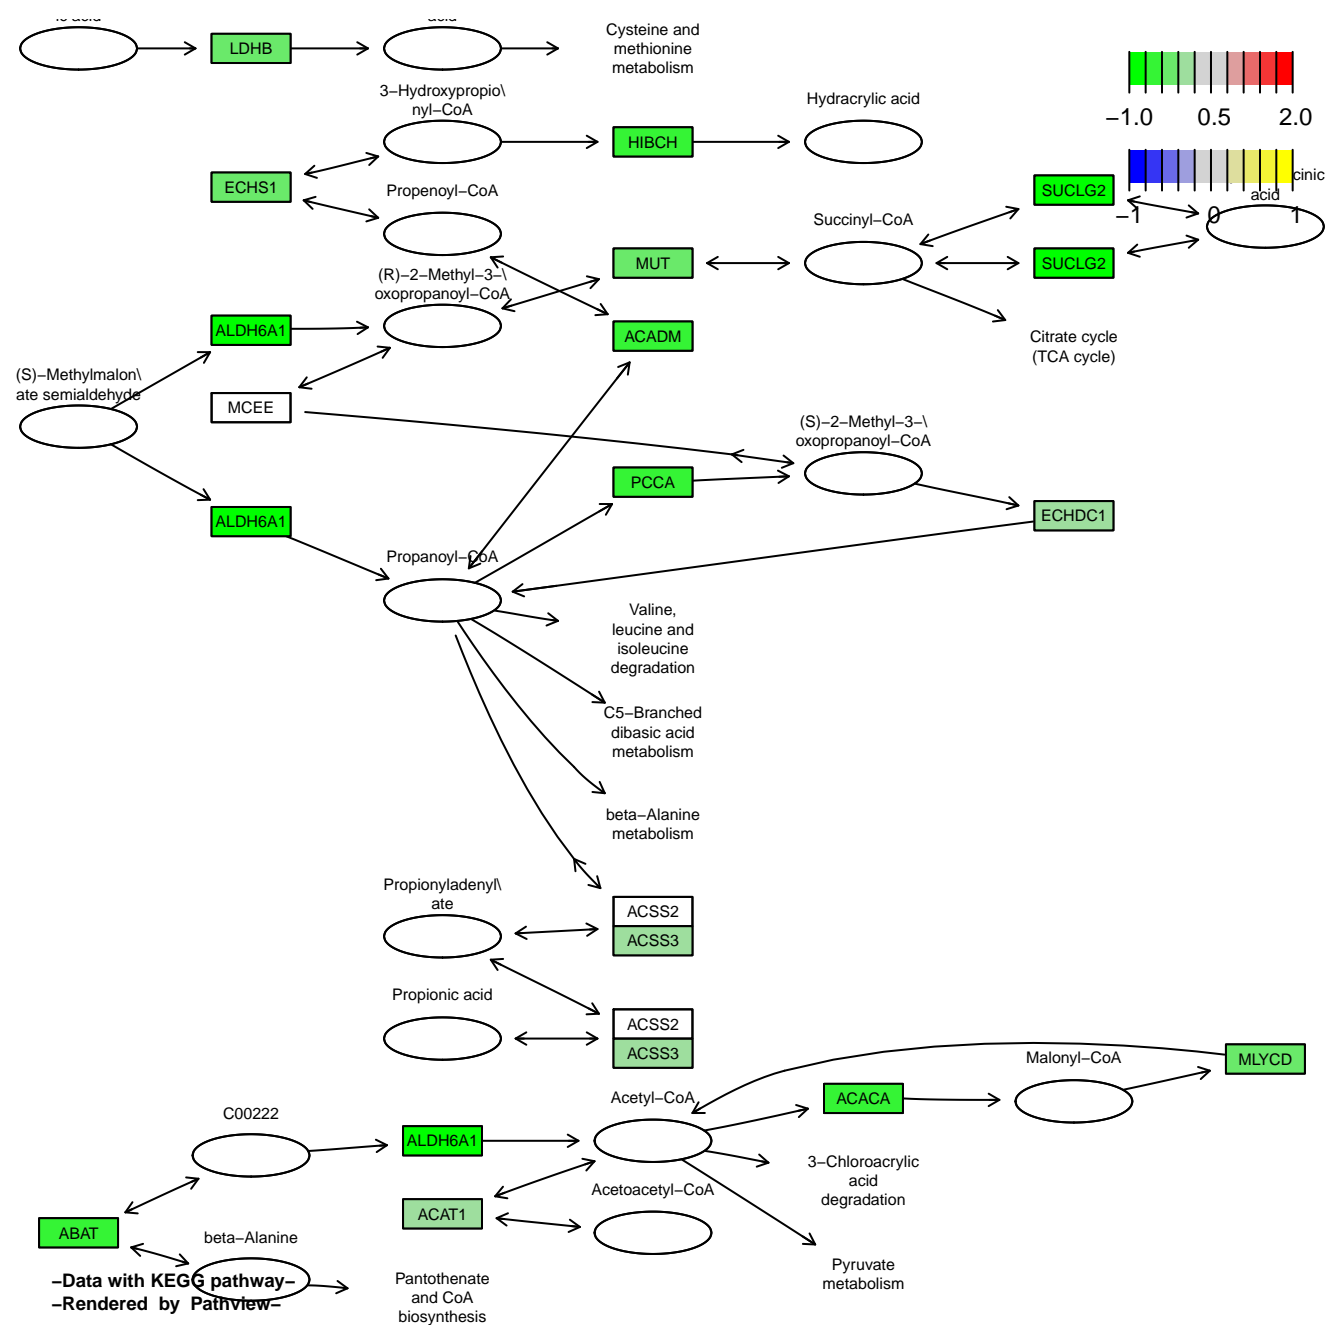 LDHB
Cysteine and
methionine
metabolism
3−Hydroxypropio\
nyl−CoA
Hydracrylic acid
−1.0 0.5 2.0
HIBCH
ECHS1
Propenoyl−CoA
SUCLG2
cinic
acid
−1 0 1
Succinyl−CoA
MUT
SUCLG2
(R)−2−Methyl−3−\
oxopropanoyl−CoA
ALDH6A1
ACADM
Citrate cycle
(TCA cycle)
(S)−Methylmalon\
ate semialdehyde
MCEE
(S)−2−Methyl−3−\
oxopropanoyl−CoA
PCCA
ALDH6A1
ECHDC1
Propanoyl−CoA
Valine,
leucine and
isoleucine
degradation
C5−Branched
dibasic acid
metabolism
beta−Alanine
metabolism
Propionyladenyl\
ate
ACSS2
ACSS3
Propionic acid
ACSS2
ACSS3
Malonyl−CoA
MLYCD
Acetyl−CoA
ACACA
C00222
ALDH6A1
3−Chloroacrylic
acid
degradation
Acetoacetyl−CoA
ACAT1
ABAT
beta−Alanine
Pyruvate
metabolism
Pantothenate
and CoA
biosynthesis
−Data with KEGG pathway−
−Rendered by Pathview−